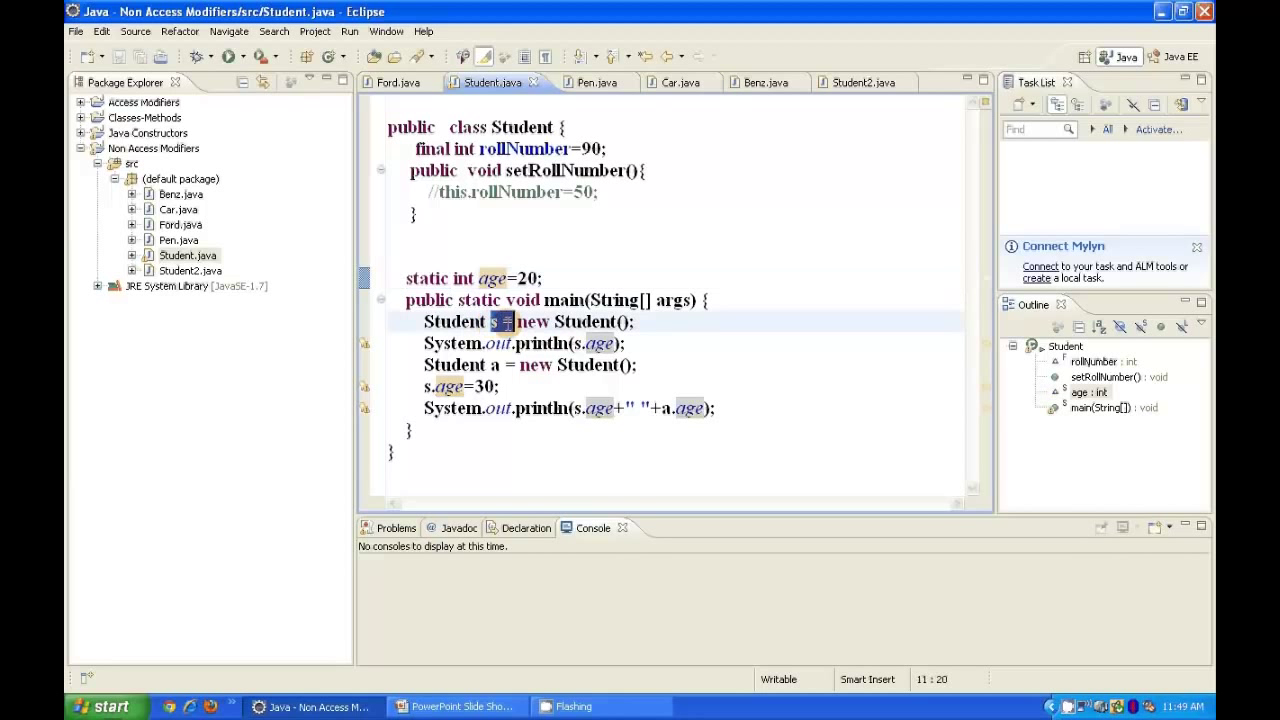 Java - Non Access Modifiers/src/Student.java - Eclipse
File Edit Source Refactor Navigate Search Project Run Window Help
Java Java EE
Package Explorer
Ford.java Student.java Pen.java Car.java Benz.java Student2.java
Task List
Access Modifiers
Classes-Methods
Java Constructors
Non Access Modifiers
src
(default package)
Benz.java
Car.java
Ford.java
Pen.java
Student.java
Student2.java
JRE System Library [JavaSE-1.7]
public class Student {
final int rollNumber=90;
public void setRollNumber(){
//this.rollNumber=50;
}
static int age=20;
public static void main(String[] args) {
Student s = new Student();
System.out.println(s.age);
Student a = new Student();
s.age=30;
System.out.println(s.age+" "+a.age);
}
}
Find All Activate...
Connect Mylyn
Connect to your task and ALM tools or
create a local task.
Outline
Student
rollNumber : int
setRollNumber() : void
age : int
main(String[]) : void
Problems Javadoc Declaration Console
No consoles to display at this time.
Writable Smart Insert 11 : 20
start Java - Non Access M... PowerPoint Slide Sho... Flashing 11:49 AM